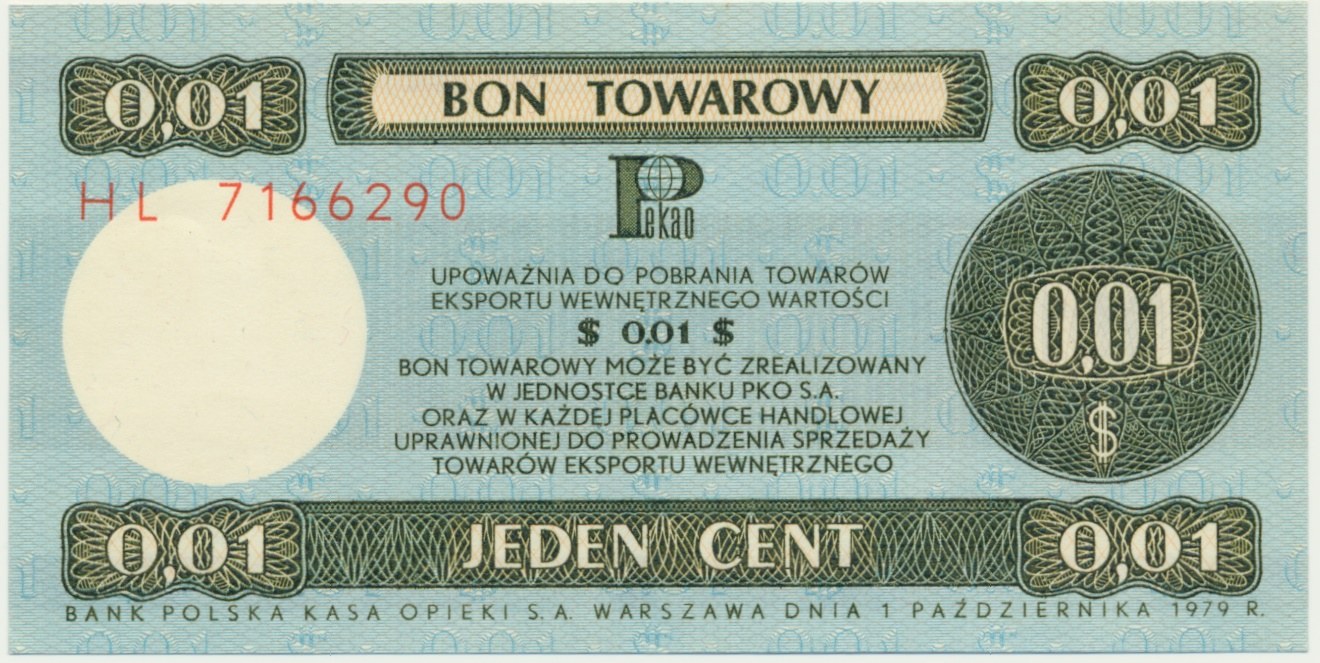 0,01 BON TOWAROWY 0,01
HL 7166290
Pekao
UPOWAŻNIA DO POBRANIA TOWARÓW
EKSPORTU WEWNĘTRZNEGO WARTOŚCI
$ 0.01 $
BON TOWAROWY MOŻE BYĆ ZREALIZOWANY
W JEDNOSTCE BANKU PKO S.A.
ORAZ W KAŻDEJ PLACÓWCE HANDLOWEJ
UPRAWNIONEJ DO PROWADZENIA SPRZEDAŻY
TOWARÓW EKSPORTU WEWNĘTRZNEGO
0,01
$
0,01 JEDEN CENT 0,01
BANK POLSKA KASA OPIEKI S.A. WARSZAWA DNIA 1 PAŹDZIERNIKA 1979 R.